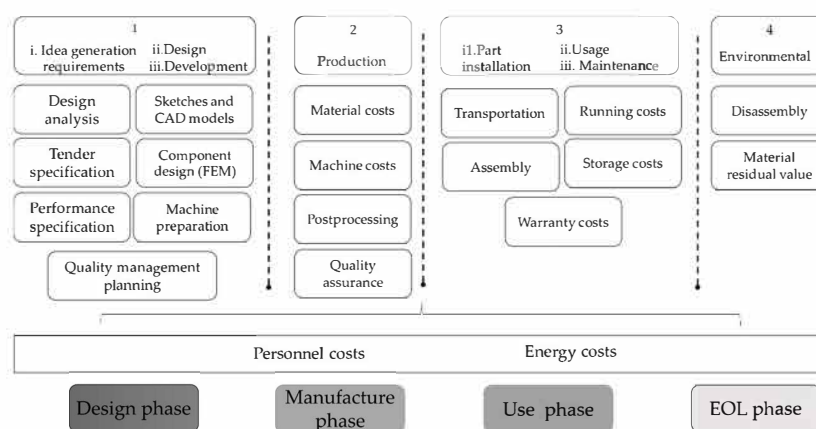 1
i. Idea generation
requirements
ii.Design
iii.Development
2
Production
3
i1.Part
installation
ii.Usage
iii. Maintenance
4
Environmental
Design
analysis
Sketches and
CAD models
Tender
specification
Component
design (FEM)
Performance
specification
Machine
preparation
Quality management
planning
Material costs
Machine costs
Postprocessing
Quality
assurance
Transportation
Running costs
Assembly
Storage costs
Warranty costs
Disassembly
Material
residual value
Personnel costs
Energy costs
Design phase
Manufacture
phase
Use phase
EOL phase